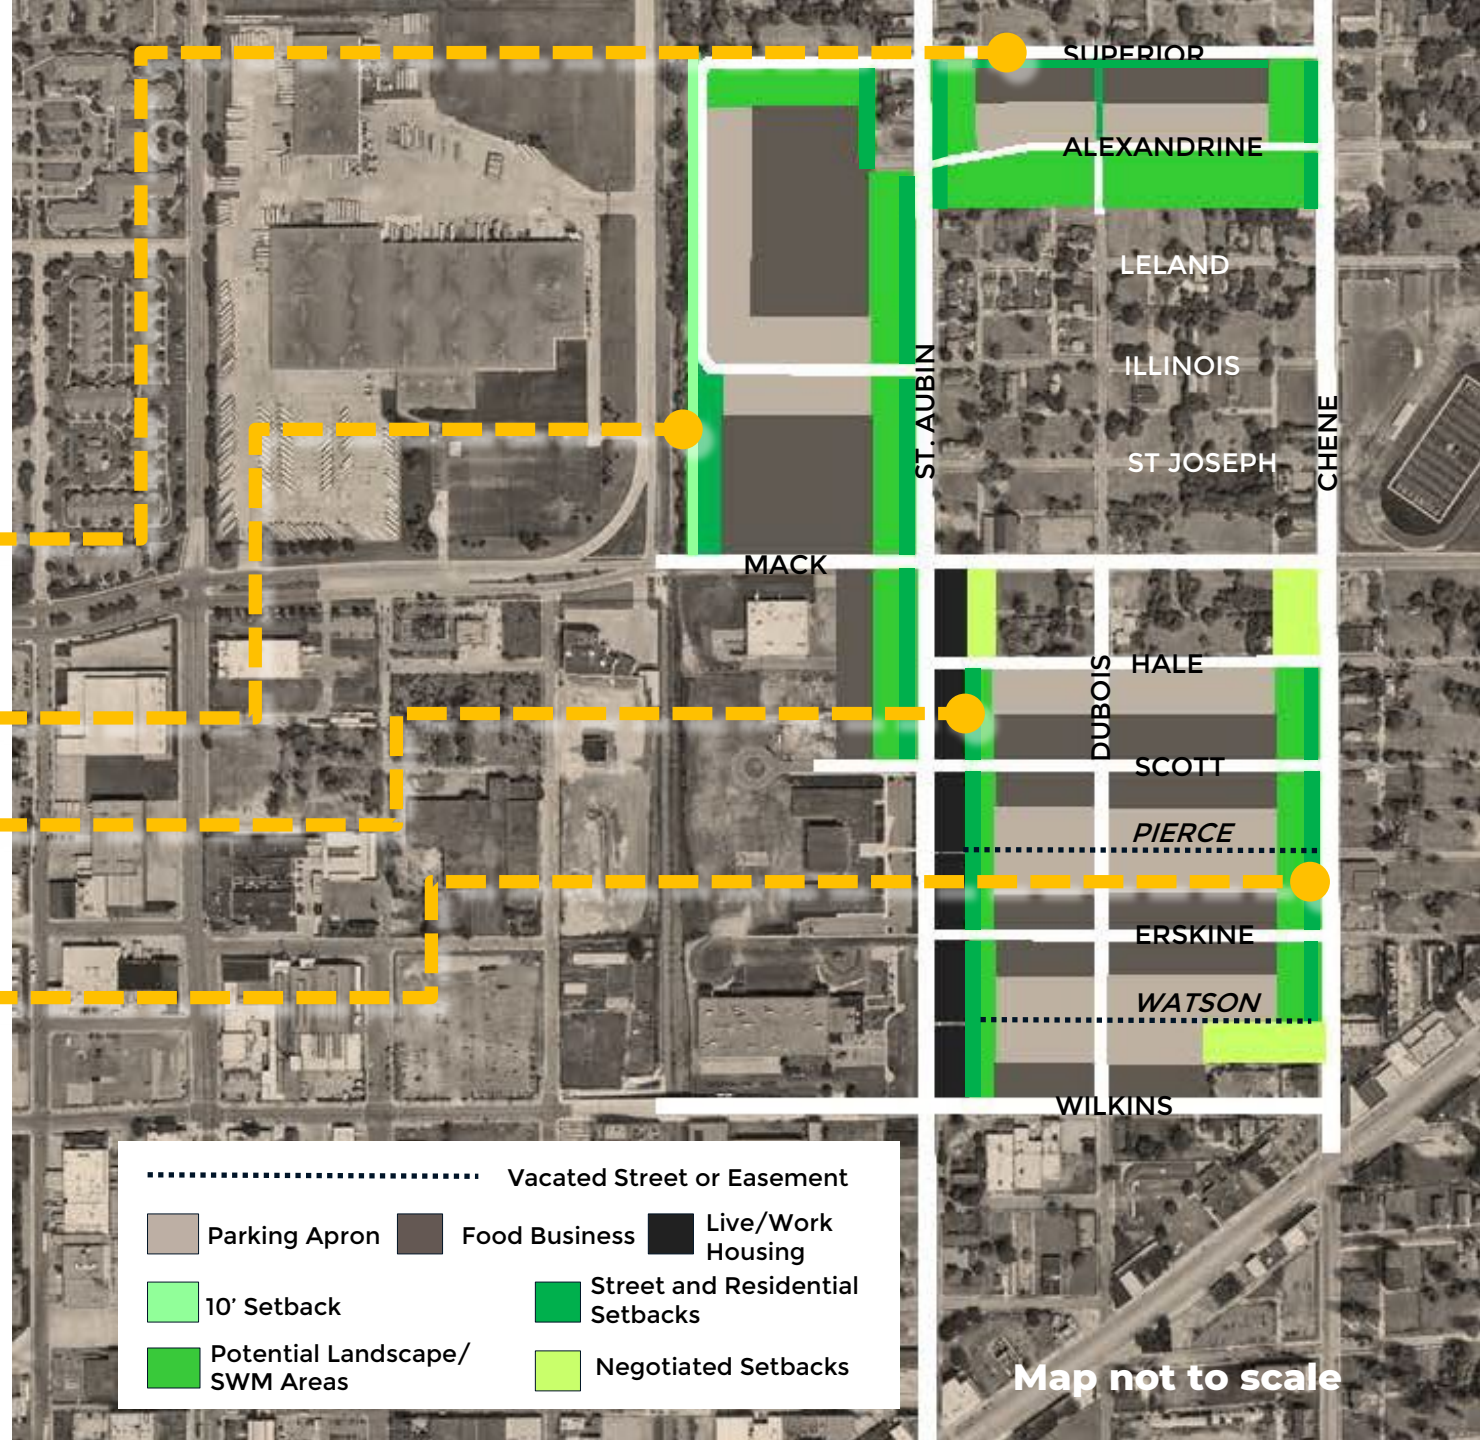 SUPERIOR
ALEXANDRINE
LELAND
ILLINOIS
ST. AUBIN
CHENE
ST JOSEPH
MACK
HALE
DUBOIS
SCOTT
PIERCE
ERSKINE
WATSON
WILKINS
Vacated Street or Easement
Parking Apron
Food Business
Live/Work
Housing
10’ Setback
Street and Residential
Setbacks
Potential Landscape/
SWM Areas
Negotiated Setbacks
Map not to scale